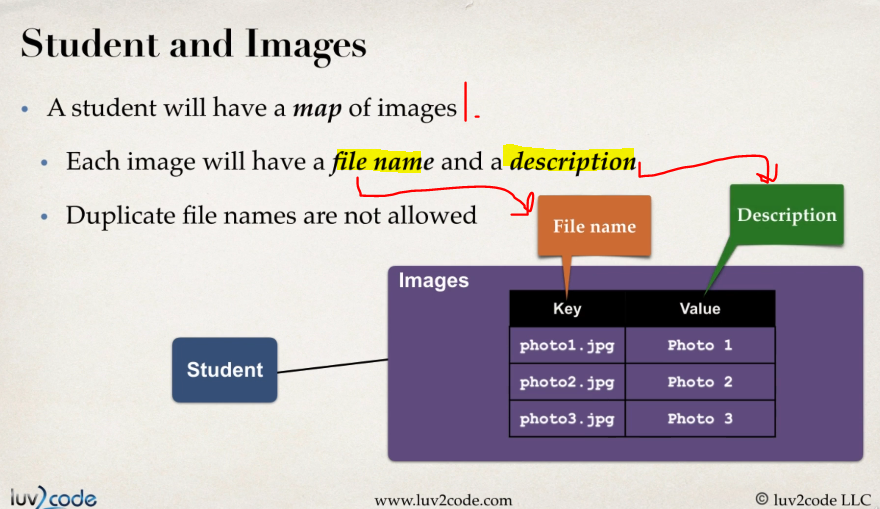 Student and Images
• A student will have a map of images
• Each image will have a file name and a description
• Duplicate file names are not allowed
File name
Description
Images
Key Value
photo1.jpg Photo 1
photo2.jpg Photo 2
photo3.jpg Photo 3
Student
luv2code www.luv2code.com © luv2code LLC